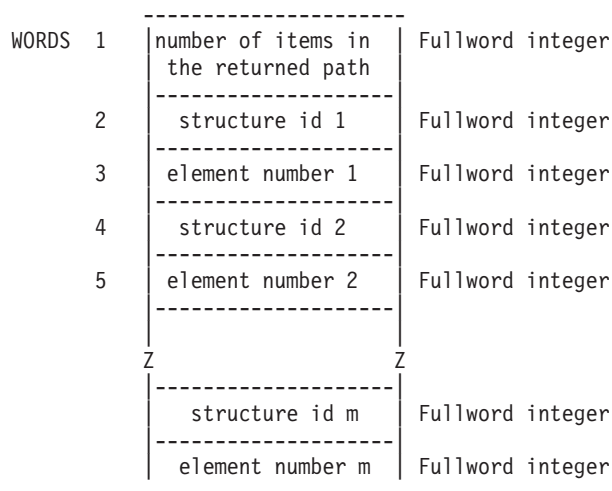 WORDS 1 number of items in Fullword integer
the returned path
2 structure id 1 Fullword integer
3 element number 1 Fullword integer
4 structure id 2 Fullword integer
5 element number 2 Fullword integer
Z Z
structure id m Fullword integer
element number m Fullword integer